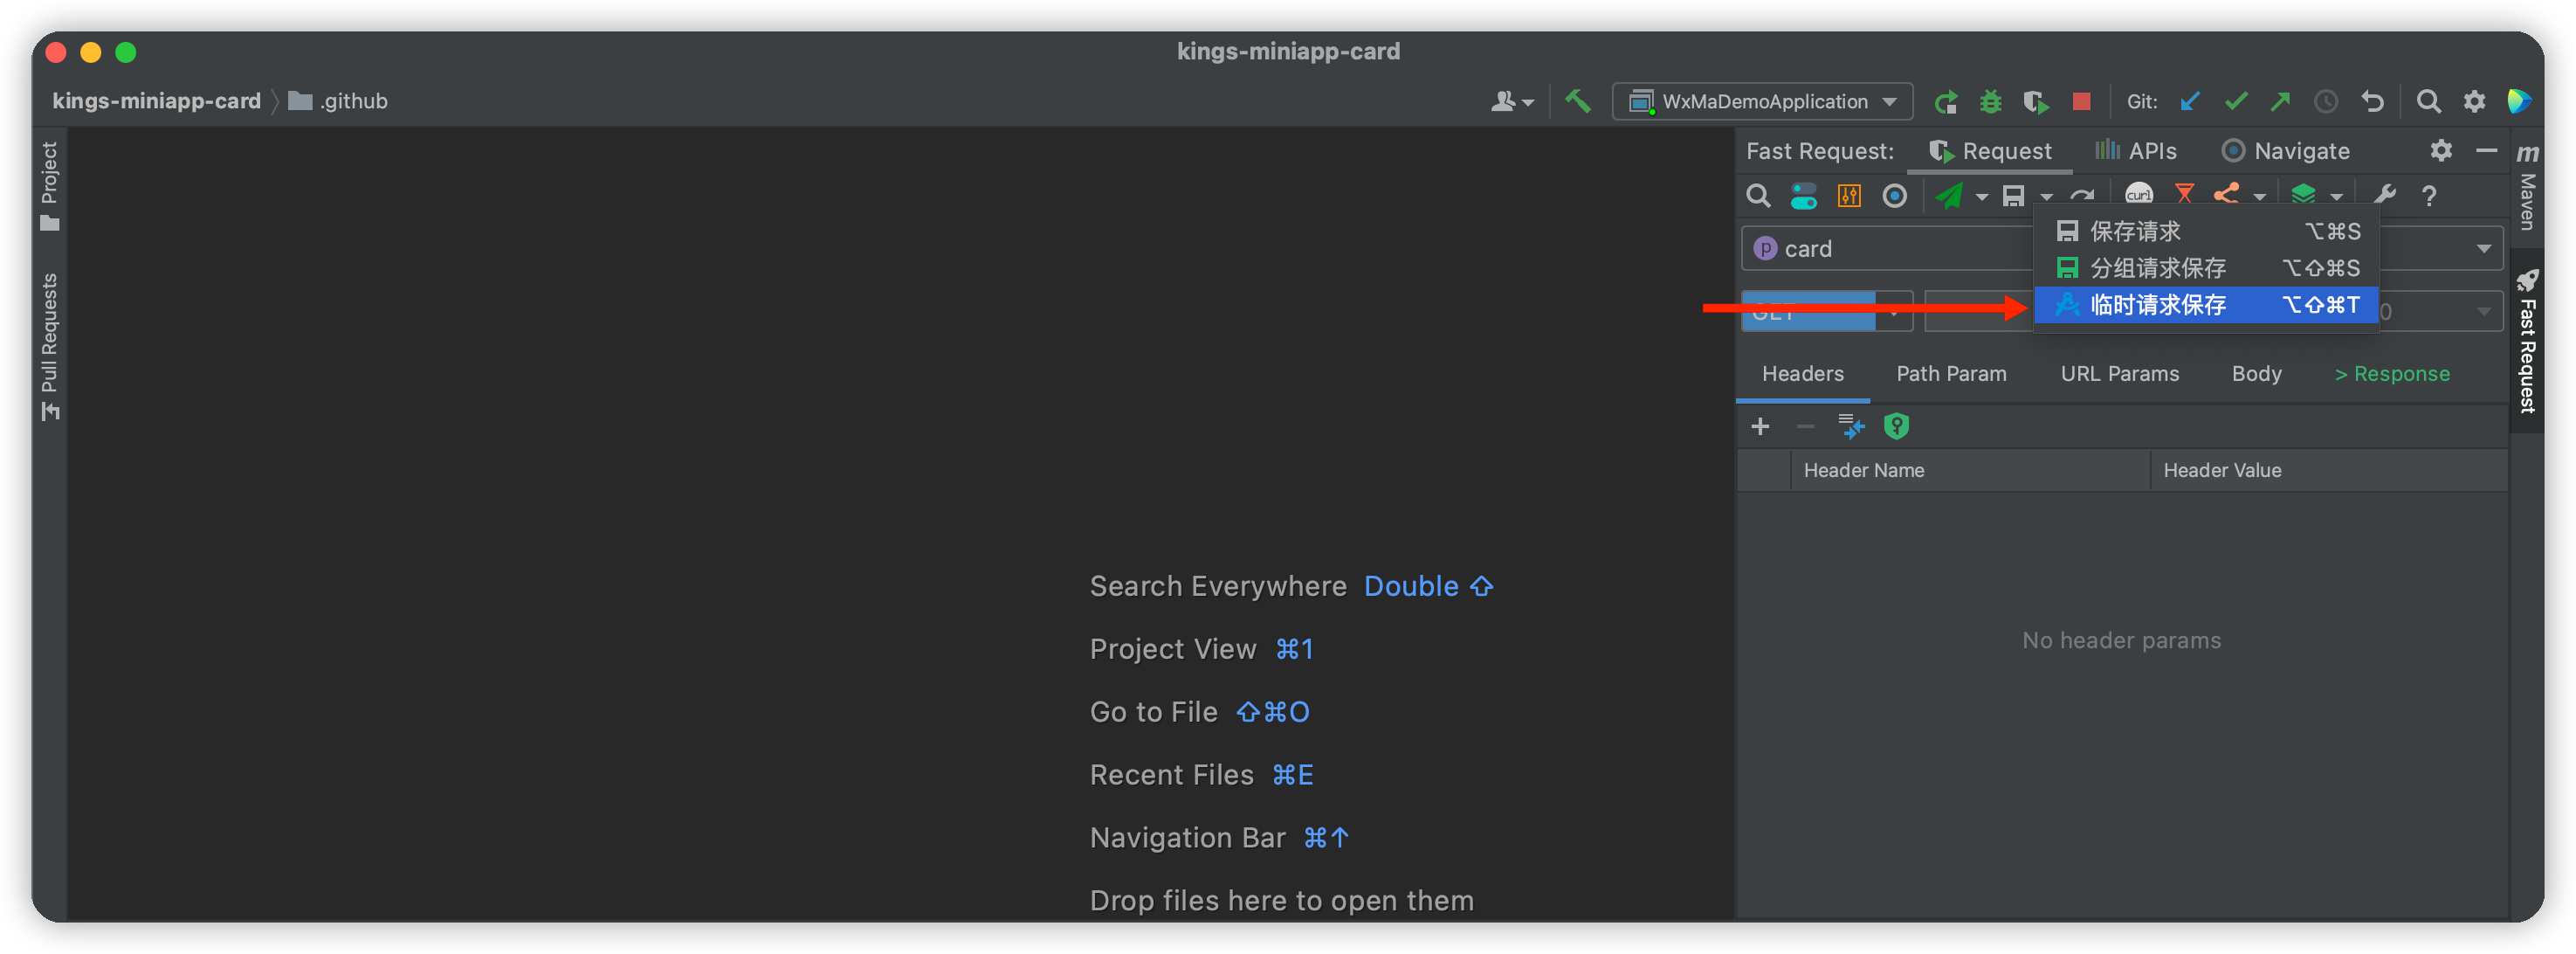 kings-miniapp-card
kings-miniapp-card .github
WxMaDemoApplication
Git:
Project
Pull Requests
Fast Request: Request APIs Navigate
curl
?
p card
保存请求 ⌥⌘S
分组请求保存 ⌥⇧⌘S
临时请求保存 ⌥⇧⌘T
GET
0
Headers Path Param URL Params Body > Response
Header Name Header Value
No header params
Search Everywhere Double ⇧
Project View ⌘1
Go to File ⇧⌘O
Recent Files ⌘E
Navigation Bar ⌘↑
Drop files here to open them
m
Maven
Fast Request